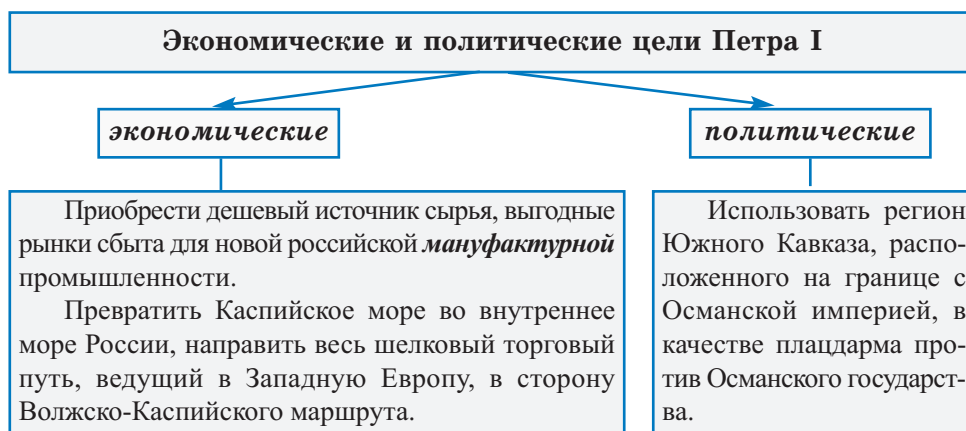 Экономические и политические цели Петра I
экономические
политические
Приобрести дешевый источник сырья, выгодные
рынки сбыта для новой российской мануфактурной
промышленности.
Превратить Каспийское море во внутреннее
море России, направить весь шелковый торговый
путь, ведущий в Западную Европу, в сторону
Волжско-Каспийского маршрута.
Использовать регион
Южного Кавказа, распо-
ложенного на границе с
Османской империей, в
качестве плацдарма про-
тив Османского государст-
ва.